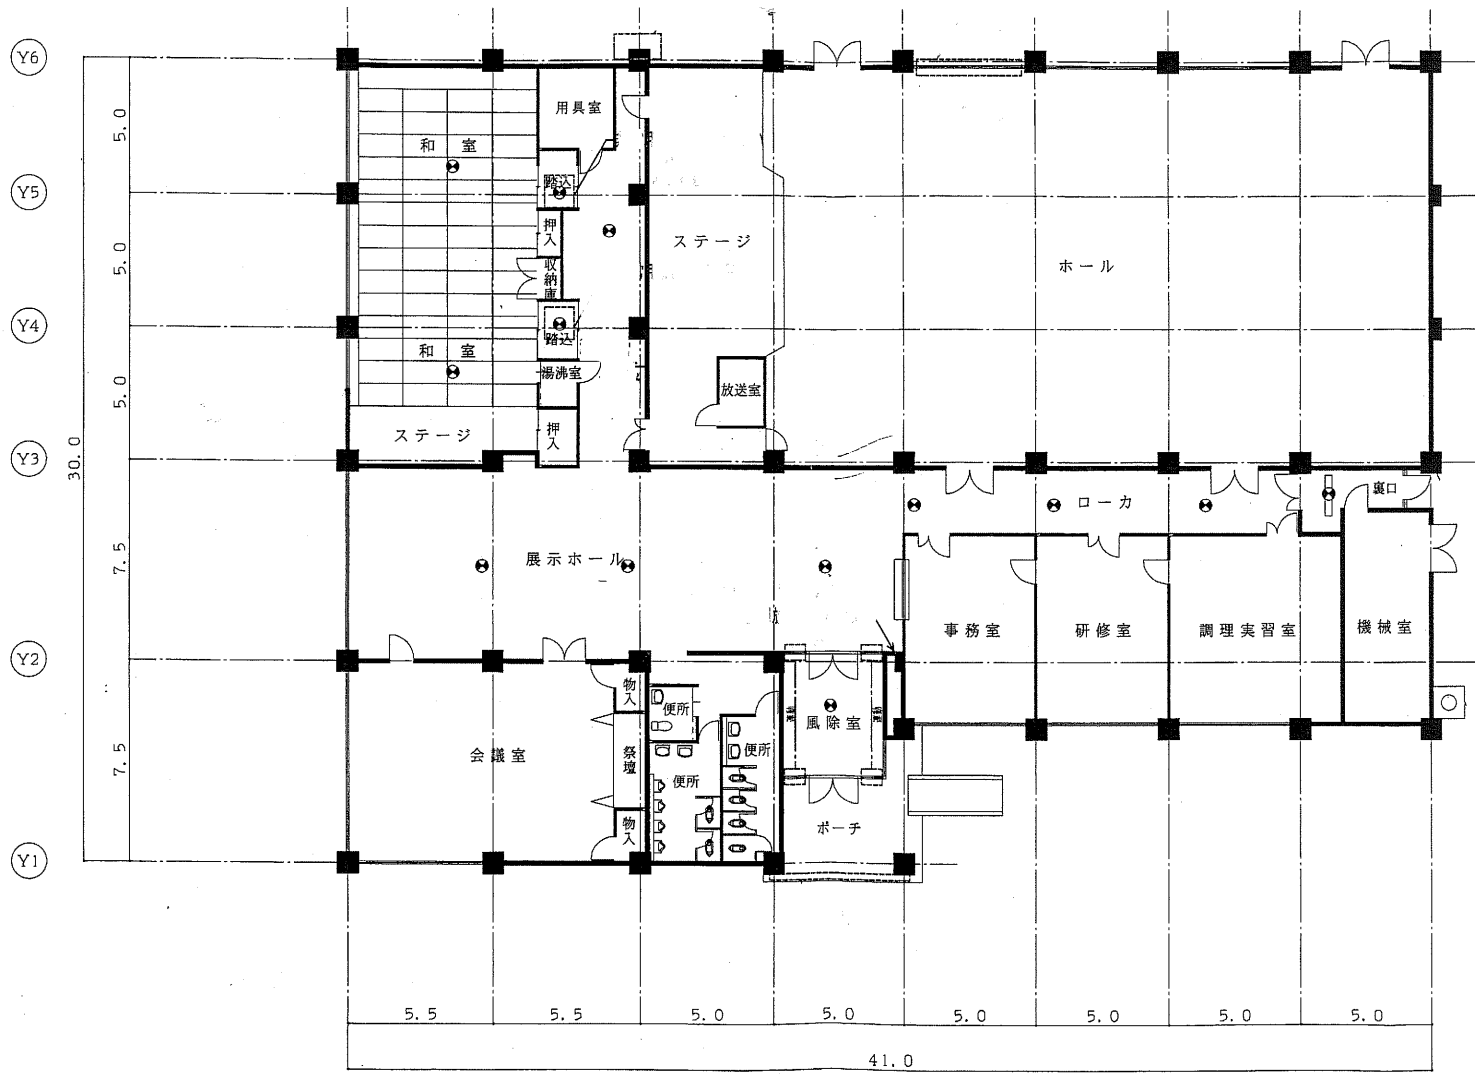 Y6
Y5
Y4
Y3
Y2
Y1
5.0
5.0
5.0
7.5
7.5
30.0
用具室
和 室
踏込
押入
収納庫
踏込
和 室
湯沸室
押入
ステージ
ステージ
放送室
ホール
ローカ
裏口
展示ホール
事務室
研修室
調理実習室
機械室
物入
便所
風除室
会議室
祭壇
便所
便所
物入
ポーチ
5.5
5.5
5.0
5.0
5.0
5.0
5.0
5.0
41.0